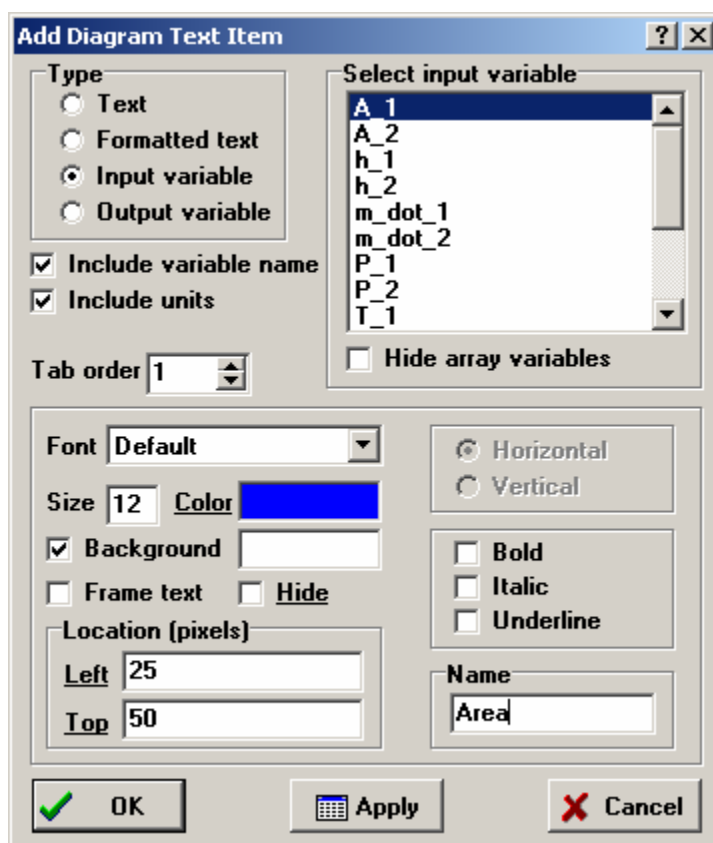 Add Diagram Text Item
Type
Text
Formatted text
Input variable
Output variable
Include variable name
Include units
Tab order 1
Select input variable
A_1
A_2
h_1
h_2
m_dot_1
m_dot_2
P_1
P_2
T_1
Hide array variables
Font Default
Size 12 Color
Background
Frame text Hide
Location (pixels)
Left 25
Top 50
Horizontal
Vertical
Bold
Italic
Underline
Name
Area
OK Apply Cancel